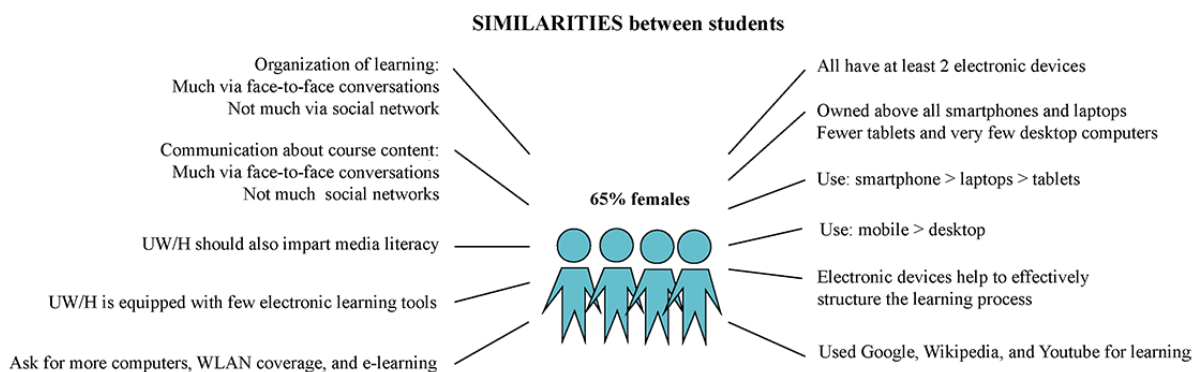 SIMILARITIES between students
Organization of learning:
Much via face-to-face conversations
Not much via social network
Communication about course content:
Much via face-to-face conversations
Not much social networks
UW/H should also impart media literacy
UW/H is equipped with few electronic learning tools
Ask for more computers, WLAN coverage, and e-learning
65% females
All have at least 2 electronic devices
Owned above all smartphones and laptops
Fewer tablets and very few desktop computers
Use: smartphone > laptops > tablets
Use: mobile > desktop
Electronic devices help to effectively
structure the learning process
Used Google, Wikipedia, and Youtube for learning